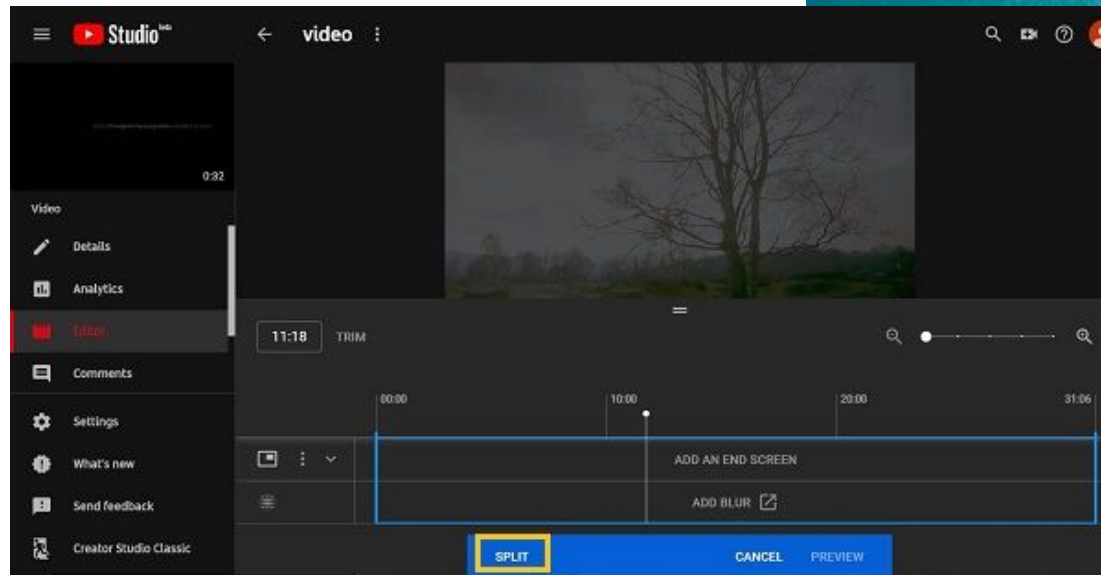 Studio beta
video
0:32
Video
Details
Analytics
Editor
Comments
Settings
What's new
Send feedback
Creator Studio Classic
11:18 TRIM
00:00 10:00 20:00 31:06
ADD AN END SCREEN
ADD BLUR
SPLIT CANCEL PREVIEW